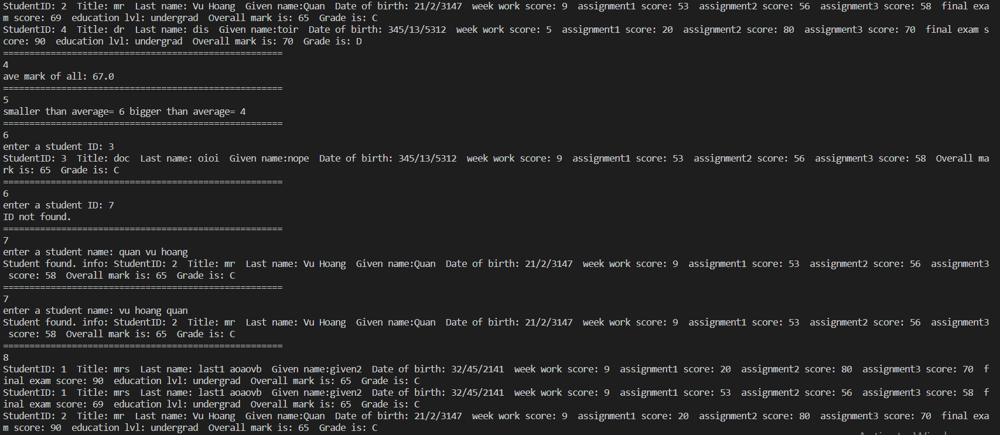 StudentID: 2  Title: mr  Last name: Vu Hoang  Given name:Quan  Date of birth: 21/2/3147  week work score: 9  assignment1 score: 53  assignment2 score: 56  assignment3 score: 58  final exa
m score: 69  education lvl: undergrad  Overall mark is: 65  Grade is: C
StudentID: 4  Title: dr  Last name: dis  Given name:toir  Date of birth: 345/13/5312  week work score: 5  assignment1 score: 20  assignment2 score: 80  assignment3 score: 70  final exam s
core: 90  education lvl: undergrad  Overall mark is: 70  Grade is: D
=====================================================
4
ave mark of all: 67.0
=====================================================
5
smaller than average= 6 bigger than average= 4
=====================================================
6
enter a student ID: 3
StudentID: 3  Title: doc  Last name: oioi  Given name:nope  Date of birth: 345/13/5312  week work score: 9  assignment1 score: 53  assignment2 score: 56  assignment3 score: 58  Overall ma
rk is: 65  Grade is: C
=====================================================
6
enter a student ID: 7
ID not found.
=====================================================
7
enter a student name: quan vu hoang
Student found. info: StudentID: 2  Title: mr  Last name: Vu Hoang  Given name:Quan  Date of birth: 21/2/3147  week work score: 9  assignment1 score: 53  assignment2 score: 56  assignment3
 score: 58  Overall mark is: 65  Grade is: C
=====================================================
7
enter a student name: vu hoang quan
Student found. info: StudentID: 2  Title: mr  Last name: Vu Hoang  Given name:Quan  Date of birth: 21/2/3147  week work score: 9  assignment1 score: 53  assignment2 score: 56  assignment3
 score: 58  Overall mark is: 65  Grade is: C
=====================================================
8
StudentID: 1  Title: mrs  Last name: last1 aoaovb  Given name:given2  Date of birth: 32/45/2141  week work score: 9  assignment1 score: 20  assignment2 score: 80  assignment3 score: 70  f
inal exam score: 90  education lvl: undergrad  Overall mark is: 65  Grade is: C
StudentID: 1  Title: mrs  Last name: last1 aoaovb  Given name:given2  Date of birth: 32/45/2141  week work score: 9  assignment1 score: 53  assignment2 score: 56  assignment3 score: 58  f
inal exam score: 69  education lvl: undergrad  Overall mark is: 65  Grade is: C
StudentID: 2  Title: mr  Last name: Vu Hoang  Given name:Quan  Date of birth: 21/2/3147  week work score: 9  assignment1 score: 20  assignment2 score: 80  assignment3 score: 70  final exa
m score: 90  education lvl: undergrad  Overall mark is: 65  Grade is: C